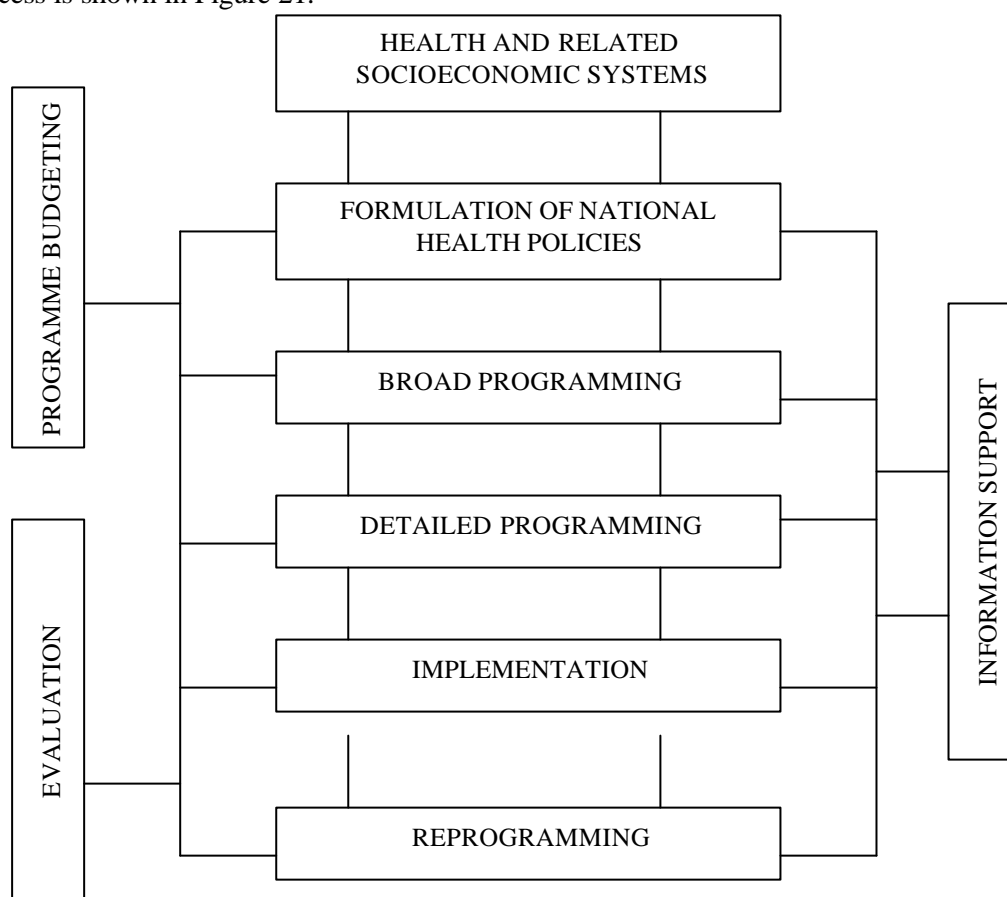 cess is shown in Figure 21.
HEALTH AND RELATED
SOCIOECONOMIC SYSTEMS
PROGRAMME BUDGETING
FORMULATION OF NATIONAL
HEALTH POLICIES
BROAD PROGRAMMING
INFORMATION SUPPORT
DETAILED PROGRAMMING
EVALUATION
IMPLEMENTATION
REPROGRAMMING